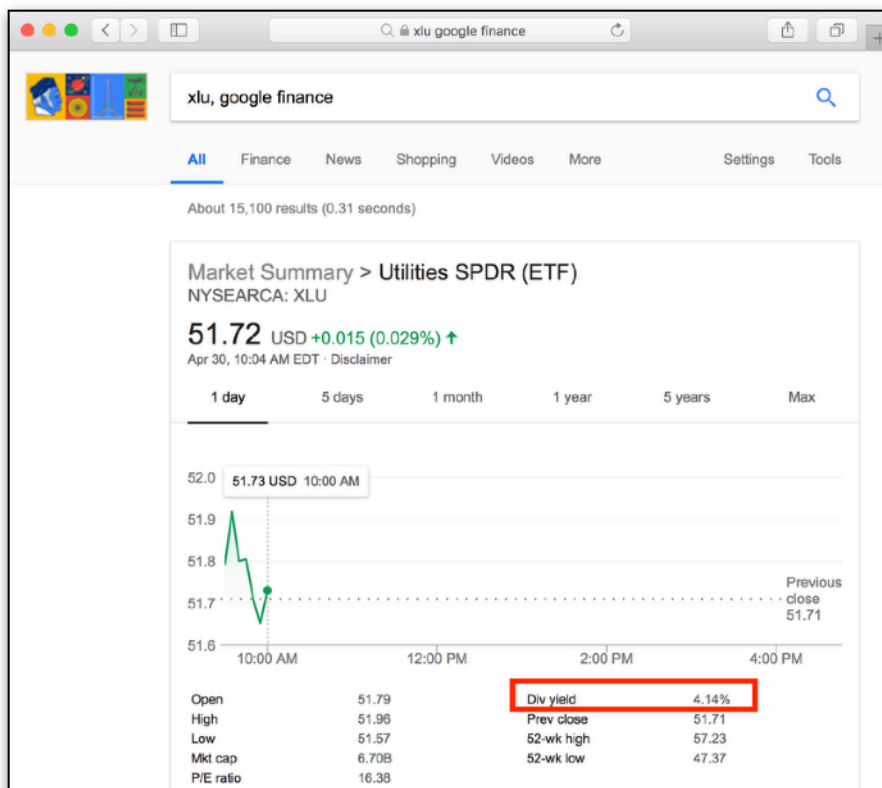 xlu google finance
xlu, google finance
All Finance News Shopping Videos More Settings Tools
About 15,100 results (0.31 seconds)
Market Summary > Utilities SPDR (ETF)
NYSEARCA: XLU
51.72 USD +0.015 (0.029%) ↑
Apr 30, 10:04 AM EDT · Disclaimer
1 day 5 days 1 month 1 year 5 years Max
52.0
51.73 USD 10:00 AM
51.9
51.8
Previous
close
51.7
51.71
51.6
10:00 AM 12:00 PM 2:00 PM 4:00 PM
Open 51.79 Div yield 4.14%
High 51.96 Prev close 51.71
Low 51.57 52-wk high 57.23
Mkt cap 6.70B 52-wk low 47.37
P/E ratio 16.38